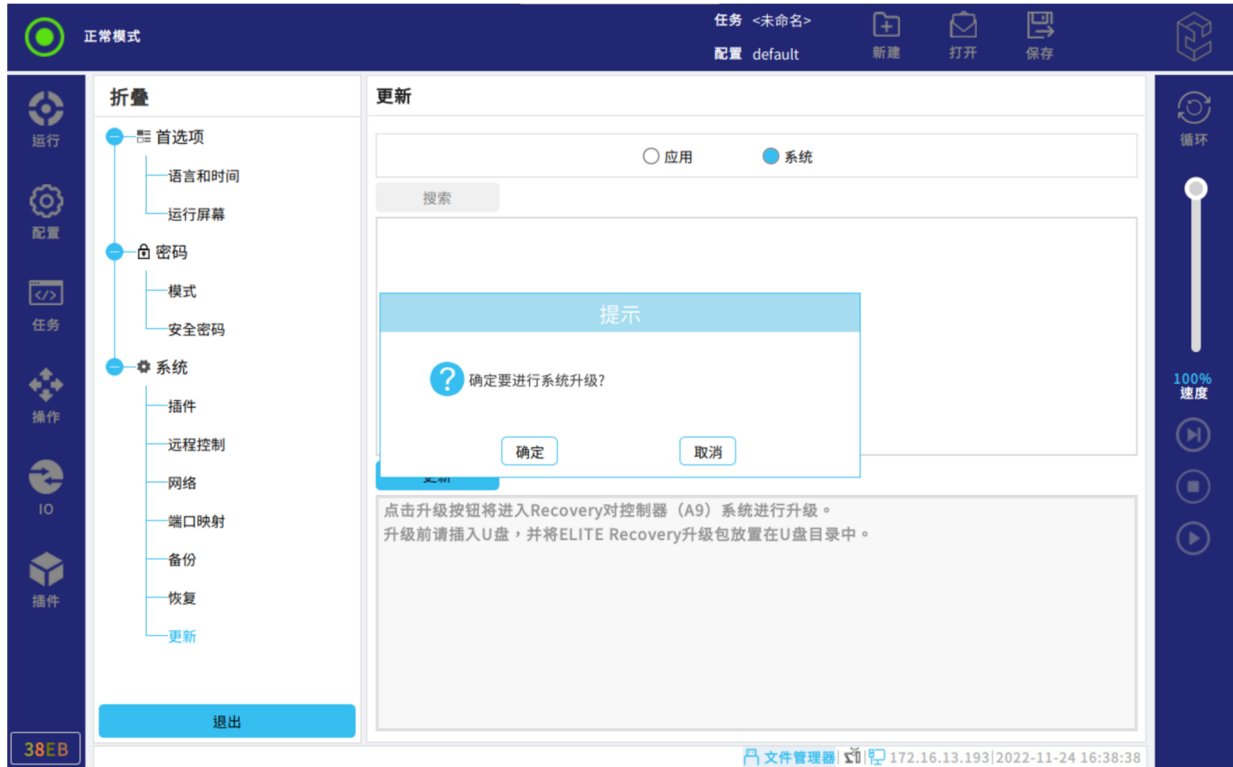 正常模式
任务 <未命名>
配置 default
新建
打开
保存
运行
配置
任务
操作
IO
插件
38EB
折叠
首选项
语言和时间
运行屏幕
密码
模式
安全密码
系统
插件
远程控制
网络
端口映射
备份
恢复
更新
退出
更新
应用
系统
搜索
提示
确定要进行系统升级?
确定
取消
更新
点击升级按钮将进入Recovery对控制器（A9）系统进行升级。
升级前请插入U盘，并将ELITE Recovery升级包放置在U盘目录中。
循环
100%
速度
文件管理器| | 172.16.13.193|2022-11-24 16:38:38